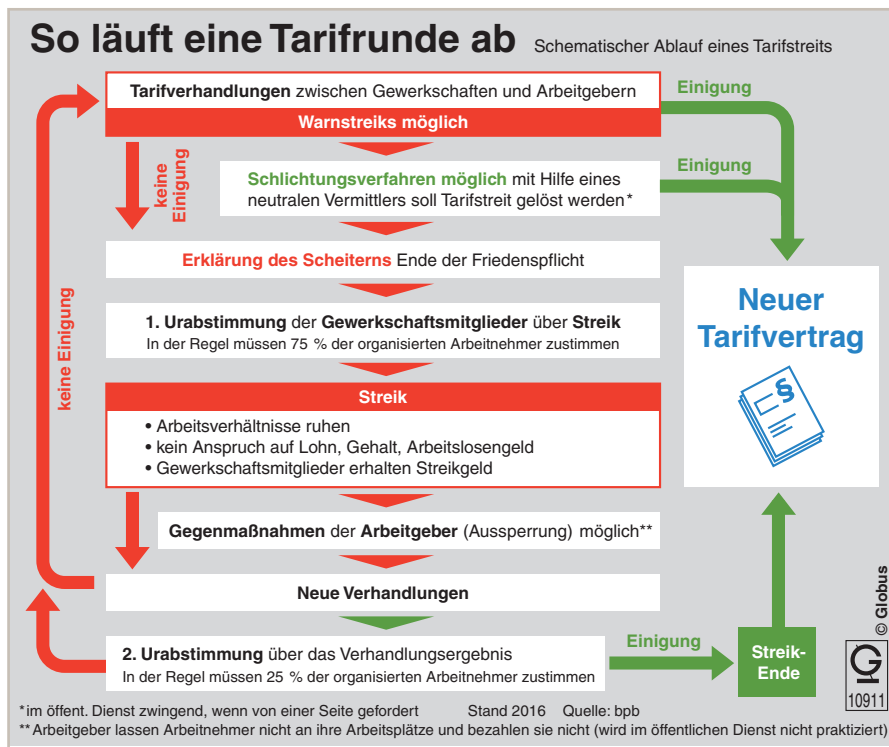 So läuft eine Tarifrunde ab Schematischer Ablauf eines Tarifstreits
Tarifverhandlungen zwischen Gewerkschaften und Arbeitgebern
Warnstreiks möglich
Einigung
keine
Einigung
Schlichtungsverfahren möglich mit Hilfe eines
neutralen Vermittlers soll Tarifstreit gelöst werden*
Einigung
Erklärung des Scheiterns Ende der Friedenspflicht
1. Urabstimmung der Gewerkschaftsmitglieder über Streik
In der Regel müssen 75 % der organisierten Arbeitnehmer zustimmen
keine Einigung
Neuer
Tarifvertrag
§
Streik
• Arbeitsverhältnisse ruhen
• kein Anspruch auf Lohn, Gehalt, Arbeitslosengeld
• Gewerkschaftsmitglieder erhalten Streikgeld
Gegenmaßnahmen der Arbeitgeber (Aussperrung) möglich**
Neue Verhandlungen
2. Urabstimmung über das Verhandlungsergebnis
In der Regel müssen 25 % der organisierten Arbeitnehmer zustimmen
Einigung
Streik-
Ende
© Globus
G
10911
*im öffent. Dienst zwingend, wenn von einer Seite gefordert Stand 2016 Quelle: bpb
**Arbeitgeber lassen Arbeitnehmer nicht an ihre Arbeitsplätze und bezahlen sie nicht (wird im öffentlichen Dienst nicht praktiziert)